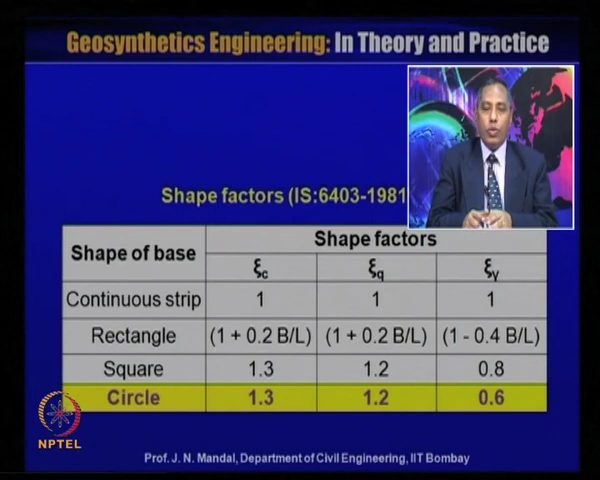 Geosynthetics Engineering: In Theory and Practice
Shape factors (IS:6403-1981
Shape of base Shape factors
ξc ξq ξγ
Continuous strip 1 1 1
Rectangle (1 + 0.2 B/L) (1 + 0.2 B/L) (1 - 0.4 B/L)
Square 1.3 1.2 0.8
Circle 1.3 1.2 0.6
NPTEL
Prof. J. N. Mandal, Department of Civil Engineering, IIT Bombay